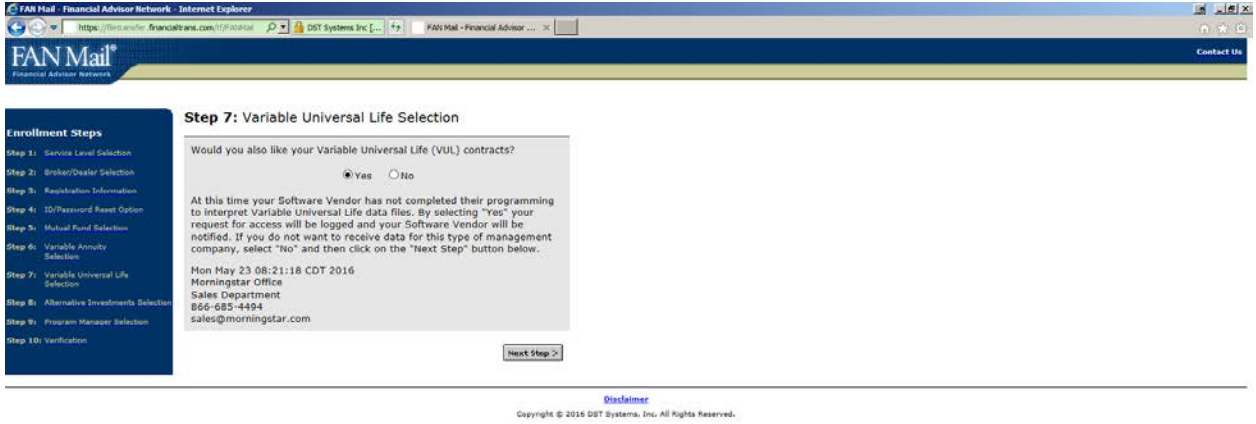 FAN Mail - Financial Advisor Network - Internet Explorer
https://filetransfer.financialtrans.com/tf/FANMail
DST Systems Inc [...
FAN Mail - Financial Advisor ...
FAN Mail®
Financial Advisor Network
Contact Us
Enrollment Steps
Step 1: Service Level Selection
Step 2: Broker/Dealer Selection
Step 3: Registration Information
Step 4: ID/Password Reset Option
Step 5: Mutual Fund Selection
Step 6: Variable Annuity
Selection
Step 7: Variable Universal Life
Selection
Step 8: Alternative Investments Selection
Step 9: Program Manager Selection
Step 10: Verification
Step 7: Variable Universal Life Selection
Would you also like your Variable Universal Life (VUL) contracts?
Yes No
At this time your Software Vendor has not completed their programming
to interpret Variable Universal Life data files. By selecting "Yes" your
request for access will be logged and your Software Vendor will be
notified. If you do not want to receive data for this type of management
company, select "No" and then click on the "Next Step" button below.
Mon May 23 08:21:18 CDT 2016
Morningstar Office
Sales Department
866-685-4494
sales@morningstar.com
Next Step >
Disclaimer
Copyright © 2016 DST Systems, Inc. All Rights Reserved.